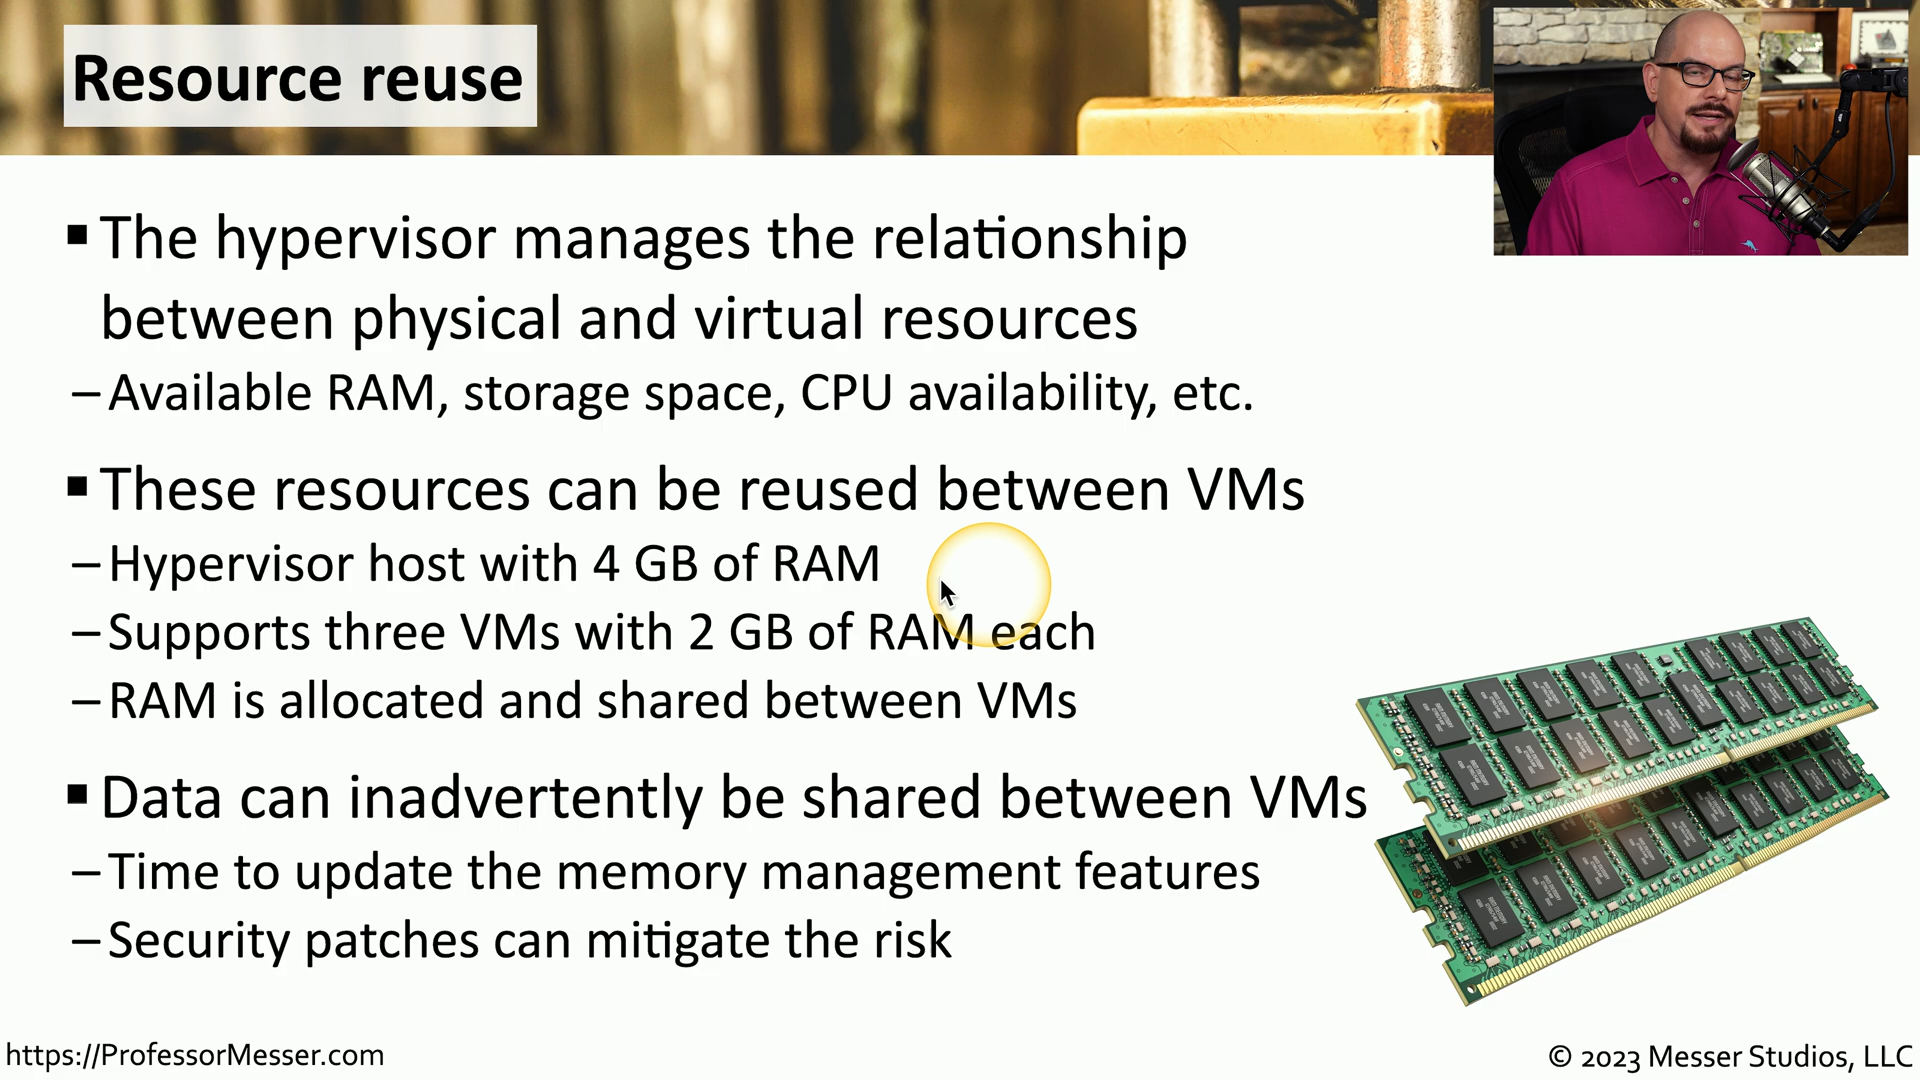 Resource reuse
▪ The hypervisor manages the relationship
between physical and virtual resources
– Available RAM, storage space, CPU availability, etc.
▪ These resources can be reused between VMs
– Hypervisor host with 4 GB of RAM
– Supports three VMs with 2 GB of RAM each
– RAM is allocated and shared between VMs
▪ Data can inadvertently be shared between VMs
– Time to update the memory management features
– Security patches can mitigate the risk
https://ProfessorMesser.com
© 2023 Messer Studios, LLC